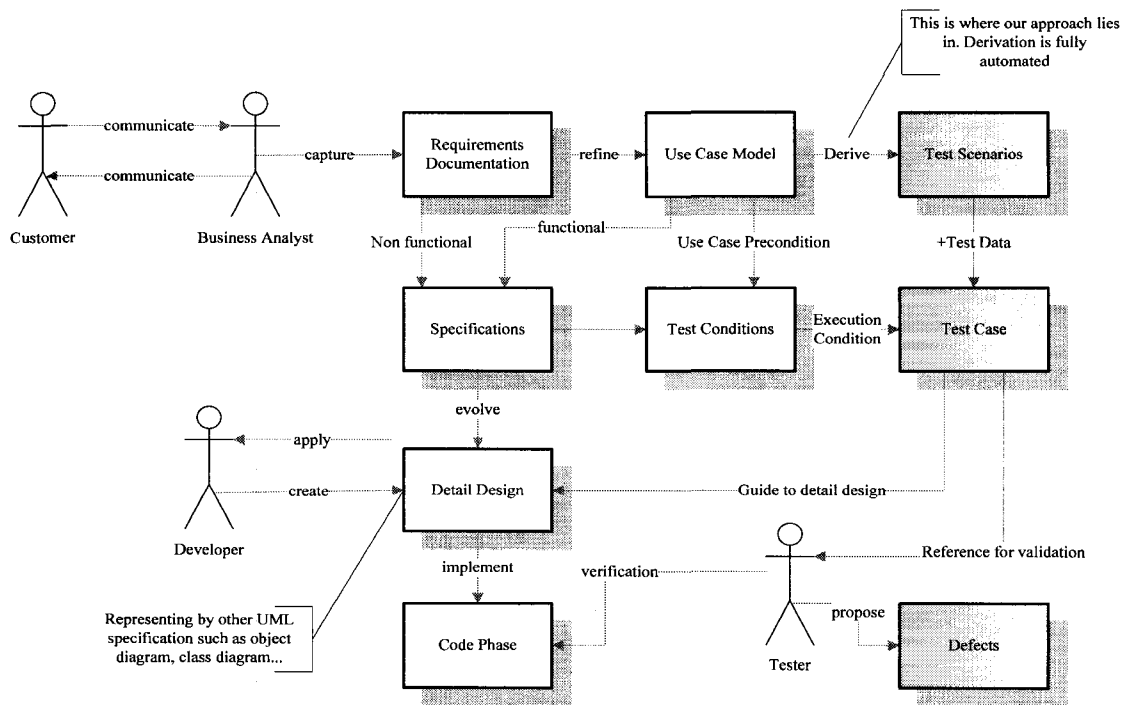 This is where our approach lies
in. Derivation is fully
automated
communicate
capture
communicate
Customer
Business Analyst
Requirements
Documentation
refine
Use Case Model
Derive
Test Scenarios
Non functional
functional
Use Case Precondition
+Test Data
Specifications
Test Conditions
Execution
Condition
Test Case
evolve
apply
create
Developer
Detail Design
Guide to detail design
Reference for validation
implement
verification
propose
Representing by other UML
specification such as object
diagram, class diagram...
Code Phase
Tester
Defects